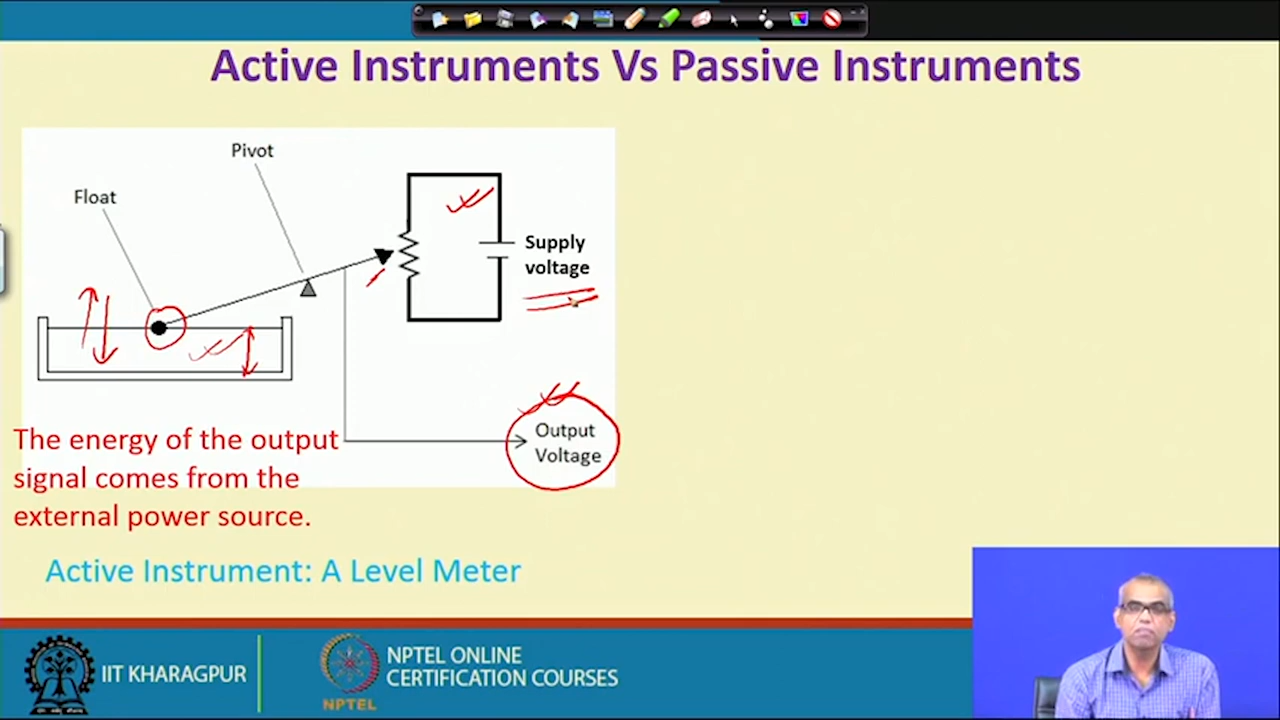 Active Instruments Vs Passive Instruments
Pivot
Float
Supply
voltage
Output
Voltage
The energy of the output
signal comes from the
external power source.
Active Instrument: A Level Meter
IIT KHARAGPUR
NPTEL
NPTEL ONLINE
CERTIFICATION COURSES